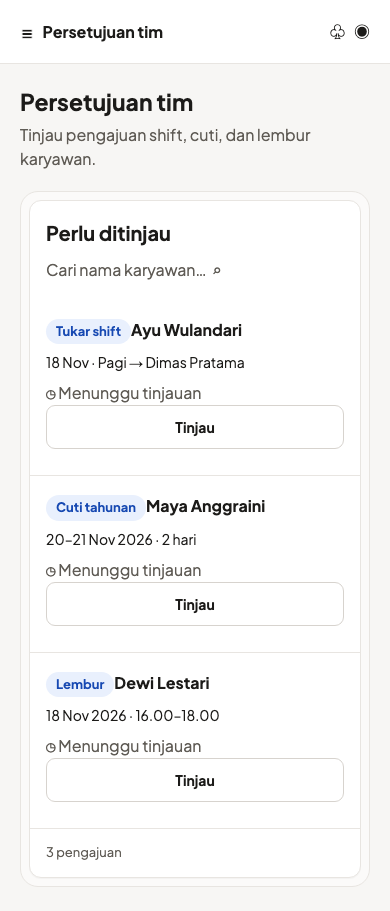 Persetujuan tim
Persetujuan tim
Tinjau pengajuan shift, cuti, dan lembur
karyawan.
Perlu ditinjau
Cari nama karyawan…
Tukar shift Ayu Wulandari
18 Nov · Pagi → Dimas Pratama
Menunggu tinjauan
Tinjau
Cuti tahunan Maya Anggraini
20–21 Nov 2026 · 2 hari
Menunggu tinjauan
Tinjau
Lembur Dewi Lestari
18 Nov 2026 · 16.00–18.00
Menunggu tinjauan
Tinjau
3 pengajuan